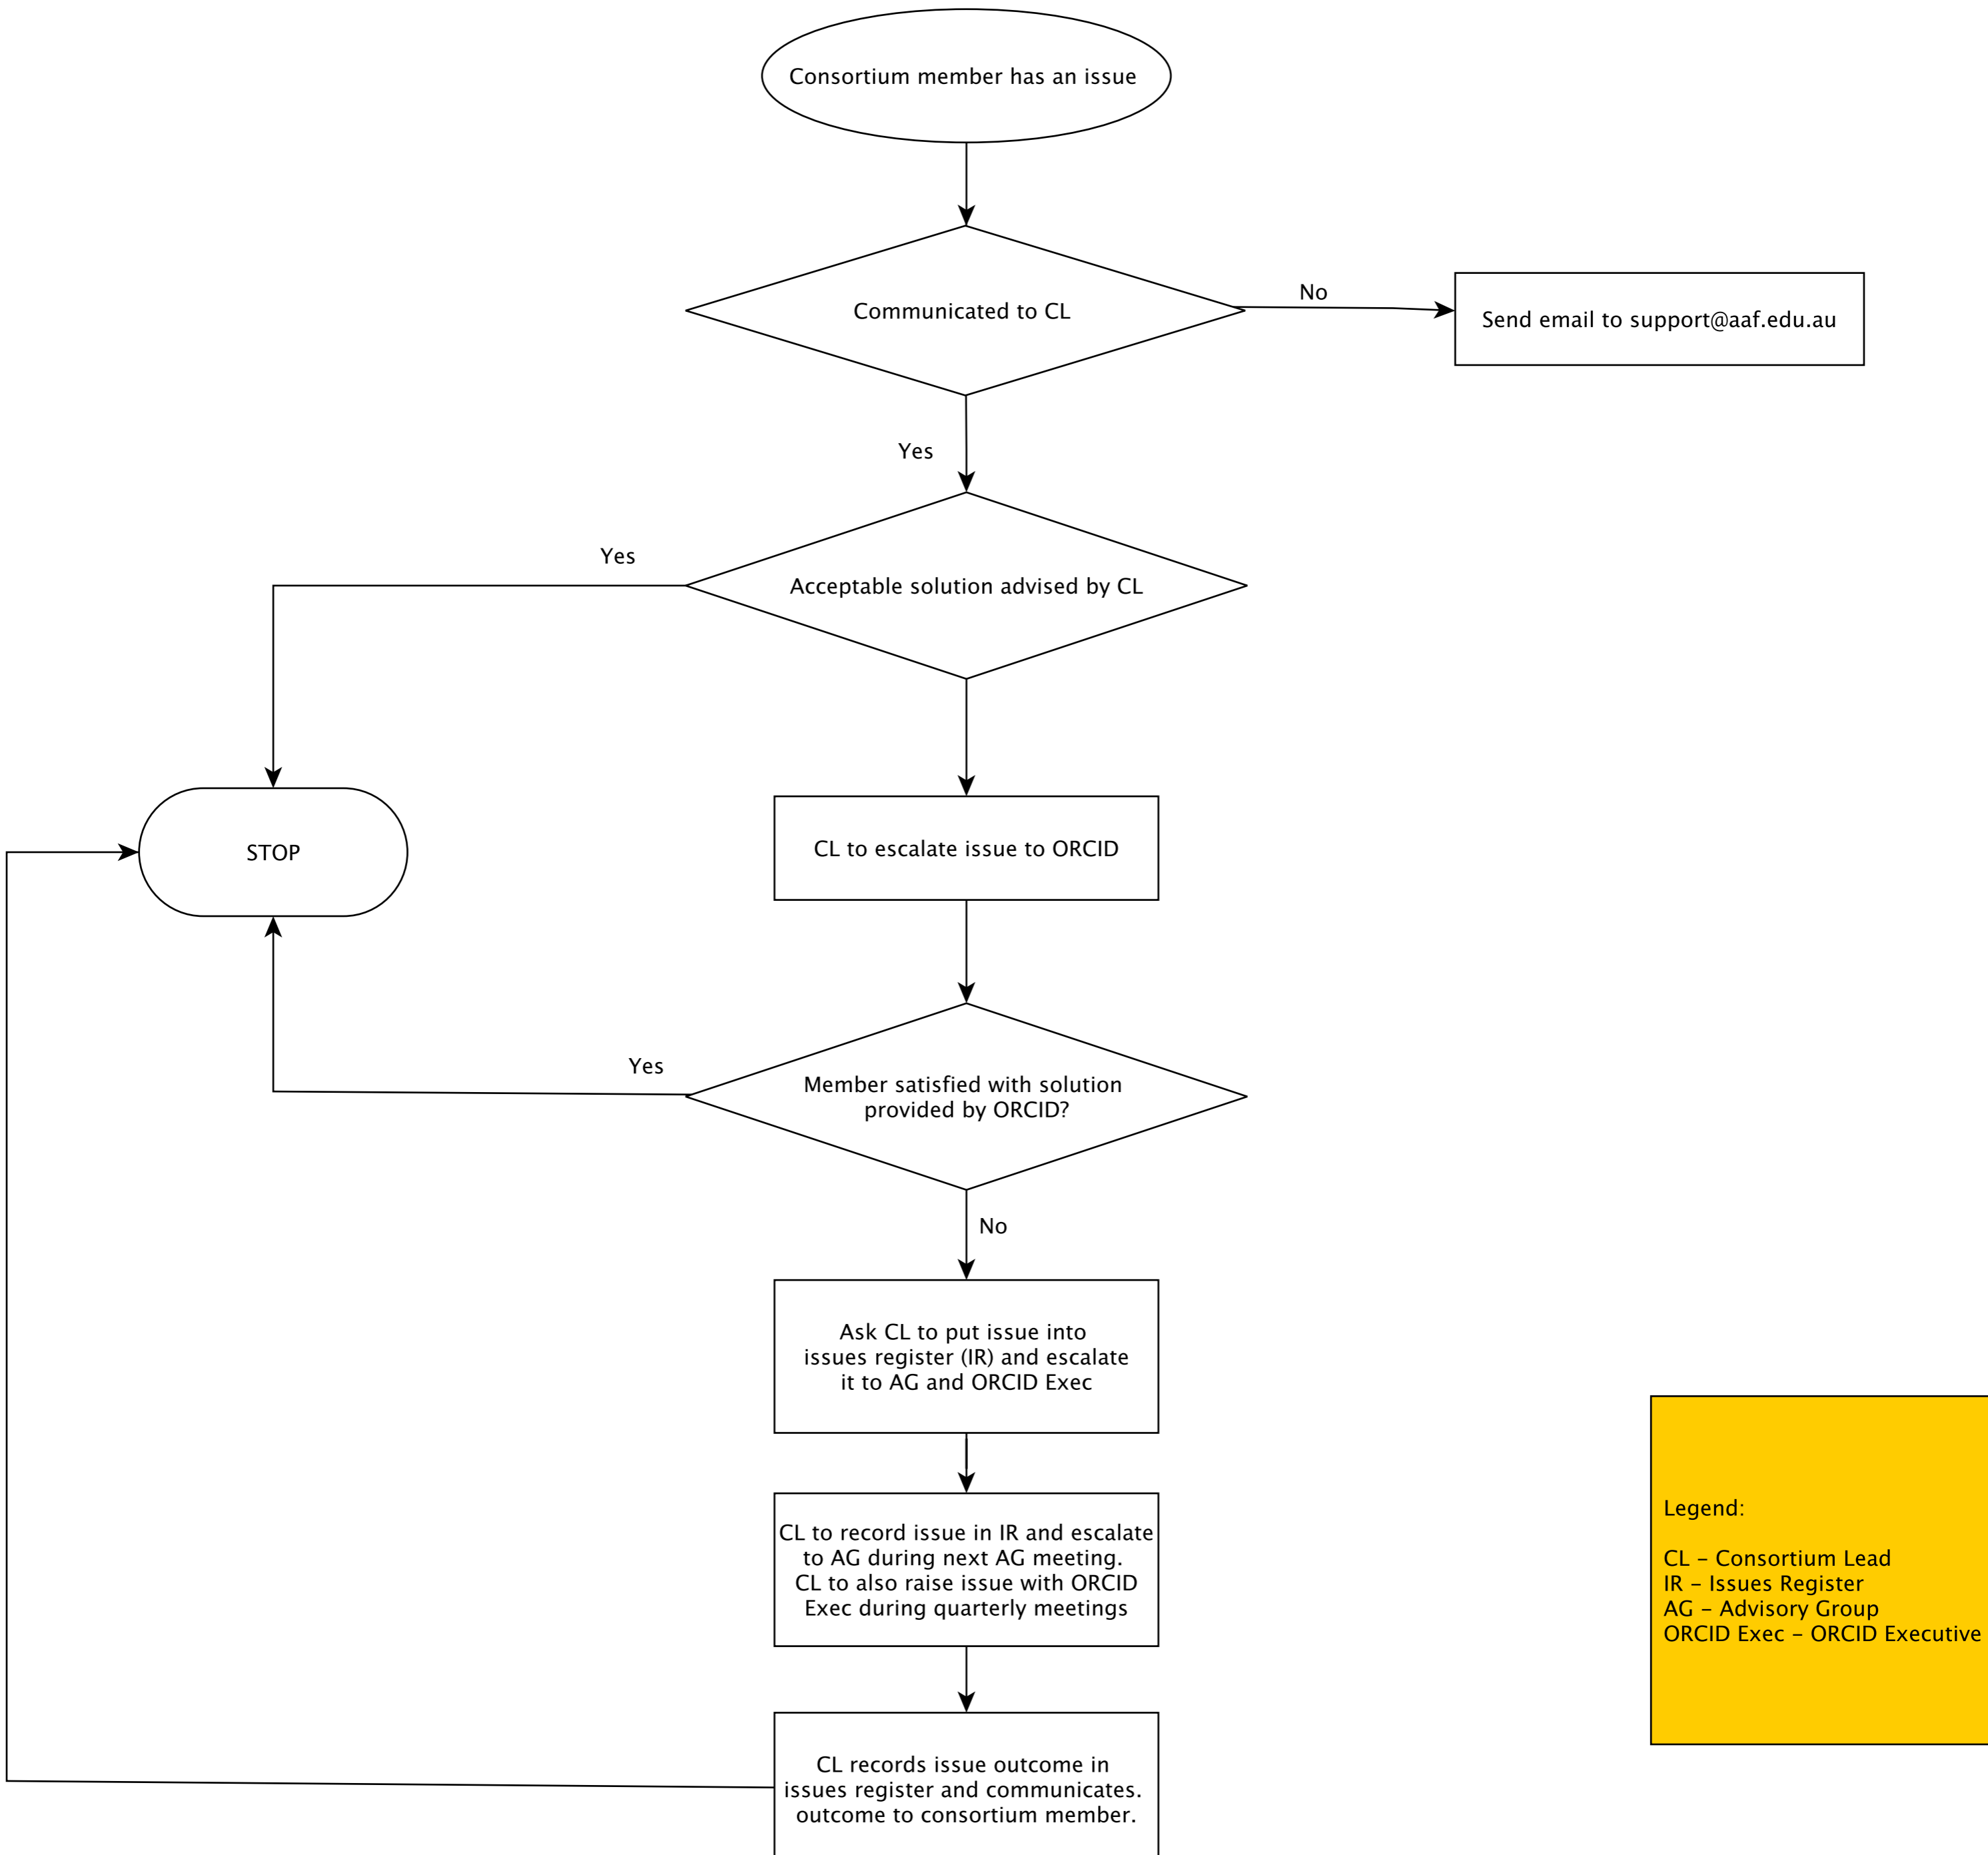 Consortium member has an issue
Communicated to CL
No
Send email to support@aaf.edu.au
Yes
Yes
Acceptable solution advised by CL
STOP
CL to escalate issue to ORCID
Yes
Member satisfied with solution
provided by ORCID?
No
Ask CL to put issue into
issues register (IR) and escalate
it to AG and ORCID Exec
CL to record issue in IR and escalate
to AG during next AG meeting.
CL to also raise issue with ORCID
Exec during quarterly meetings
Legend:
CL – Consortium Lead
IR – Issues Register
AG – Advisory Group
ORCID Exec – ORCID Executive
CL records issue outcome in
issues register and communicates.
outcome to consortium member.